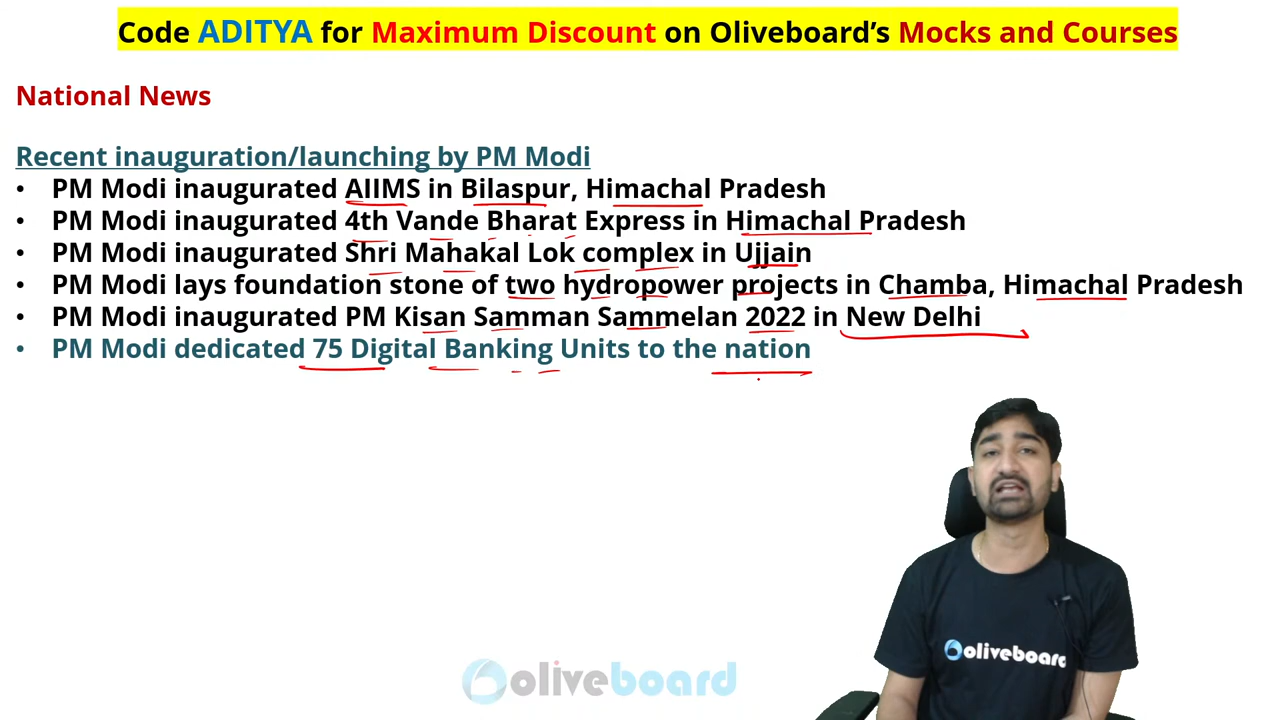 Code ADITYA for Maximum Discount on Oliveboard’s Mocks and Courses
National News
Recent inauguration/launching by PM Modi
• PM Modi inaugurated AIIMS in Bilaspur, Himachal Pradesh
• PM Modi inaugurated 4th Vande Bharat Express in Himachal Pradesh
• PM Modi inaugurated Shri Mahakal Lok complex in Ujjain
• PM Modi lays foundation stone of two hydropower projects in Chamba, Himachal Pradesh
• PM Modi inaugurated PM Kisan Samman Sammelan 2022 in New Delhi
• PM Modi dedicated 75 Digital Banking Units to the nation
oliveboard
oliveboard